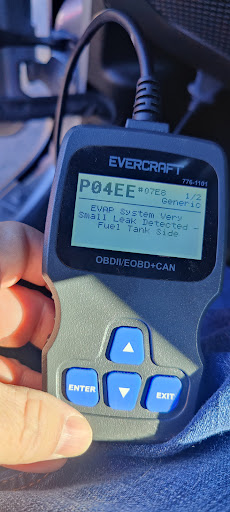 EVERCRAFT
776-1101
P04EE #07E8 1/2
Generic
EVAP System Very
Small Leak Detected -
Fuel Tank Side
OBDII/EOBD+CAN
ENTER
EXIT